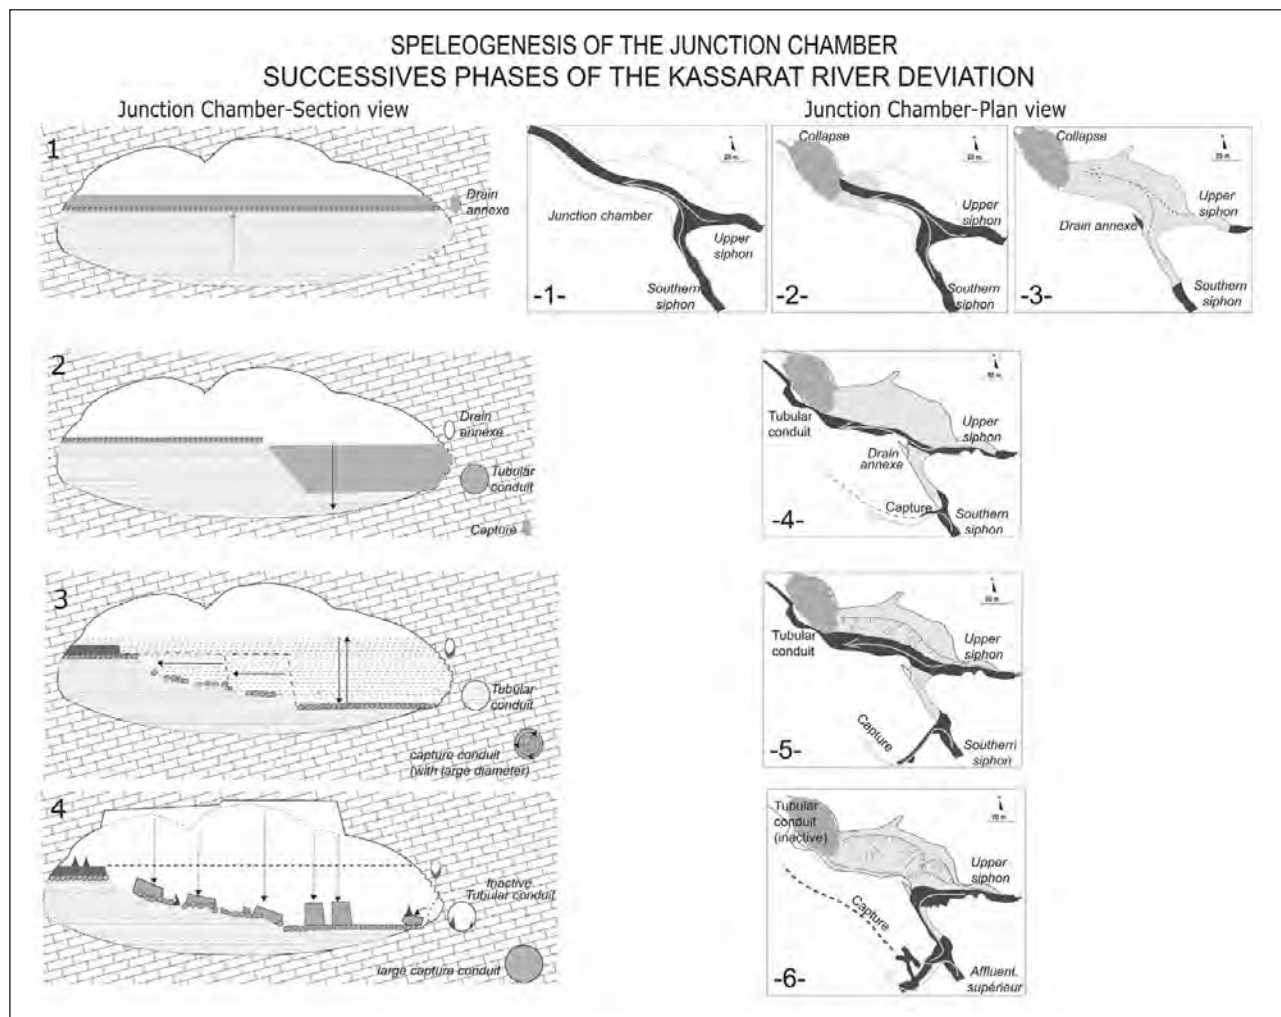 SPELEOGENESIS OF THE JUNCTION CHAMBER
SUCCESSIVES PHASES OF THE KASSARAT RIVER DEVIATION
Junction Chamber-Section view
Junction Chamber-Plan view
1
Drain
annexe
Junction chamber
Upper
siphon
Southern
siphon
-1-
20 m
Collapse
Upper
siphon
Southern
siphon
-2-
20 m
Collapse
Upper
siphon
Drain annexe
Southern
siphon
-3-
20 m
2
Drain
annexe
Tubular
conduit
Capture
Tubular
conduit
Upper
siphon
Drain
annexe
Capture
Southern
siphon
-4-
3
Tubular
conduit
capture conduit
(with large diameter)
Tubular
conduit
Upper
siphon
Capture
Southern
siphon
-5-
4
Inactive
Tubular conduit
large capture conduit
Tubular
conduit
(inactive)
Upper
siphon
Capture
Affluent.
supérieur
-6-